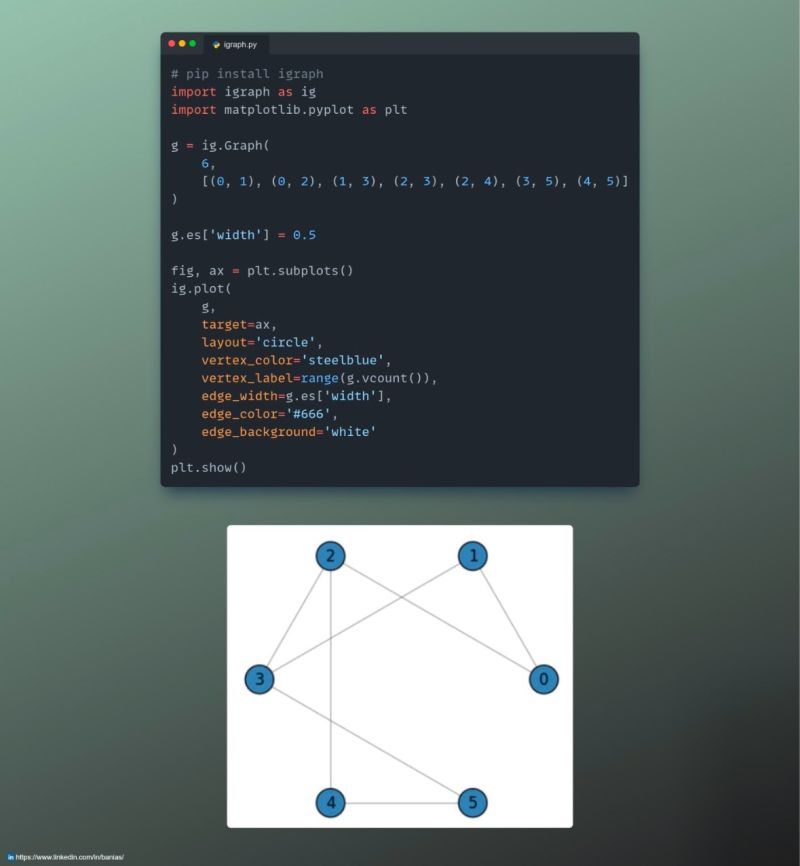 igraph.py
# pip install igraph
import igraph as ig
import matplotlib.pyplot as plt
g = ig.Graph(
    6,
    [(0, 1), (0, 2), (1, 3), (2, 3), (2, 4), (3, 5), (4, 5)]
)
g.es['width'] = 0.5
fig, ax = plt.subplots()
ig.plot(
    g,
    target=ax,
    layout='circle',
    vertex_color='steelblue',
    vertex_label=range(g.vcount()),
    edge_width=g.es['width'],
    edge_color='#666',
    edge_background='white'
)
plt.show()
2 1
3 0
4 5
in https://www.linkedin.com/in/banias/